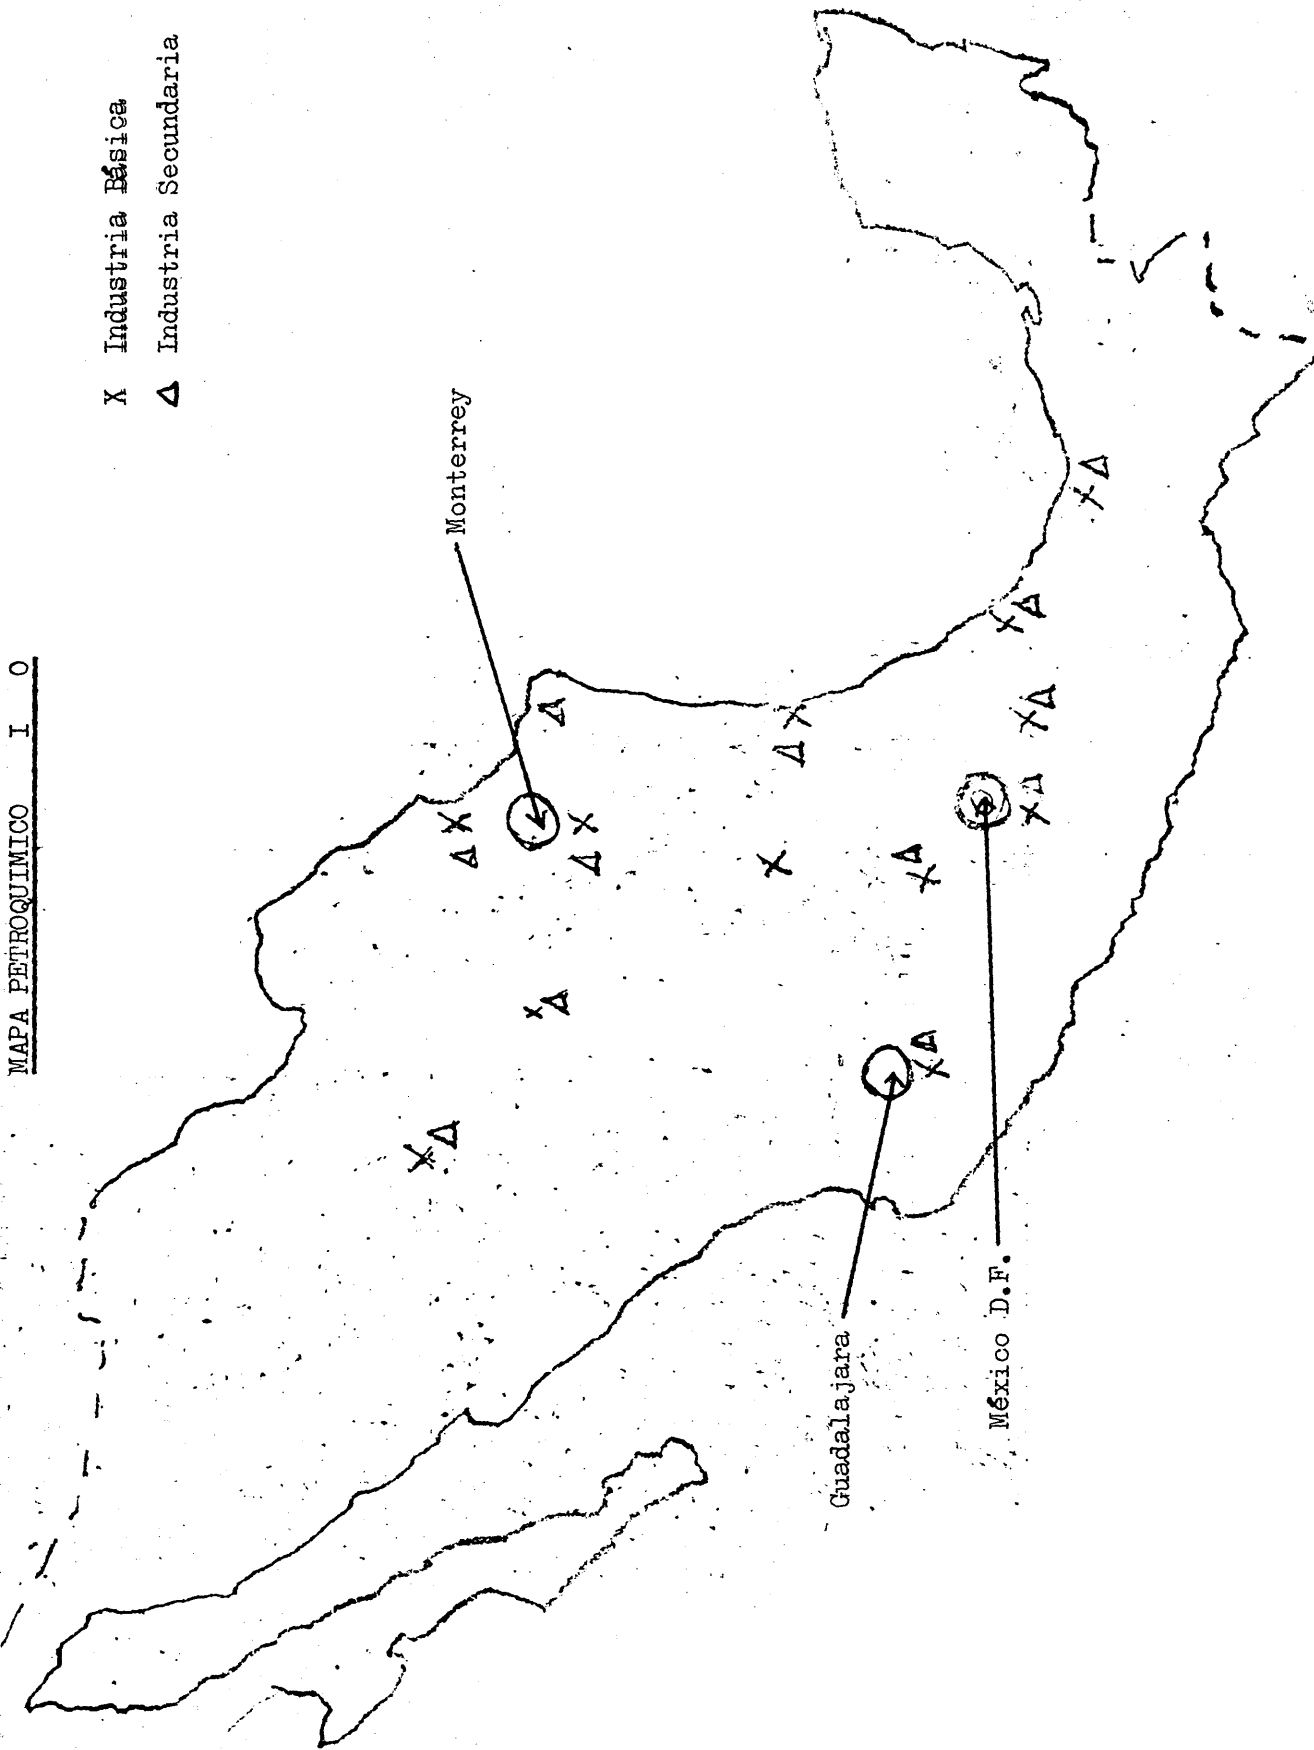 MAPA PETROQUIMICO I O
X Industria Básica
Δ Industria Secundaria
Monterrey
Guadalajara
México D.F.